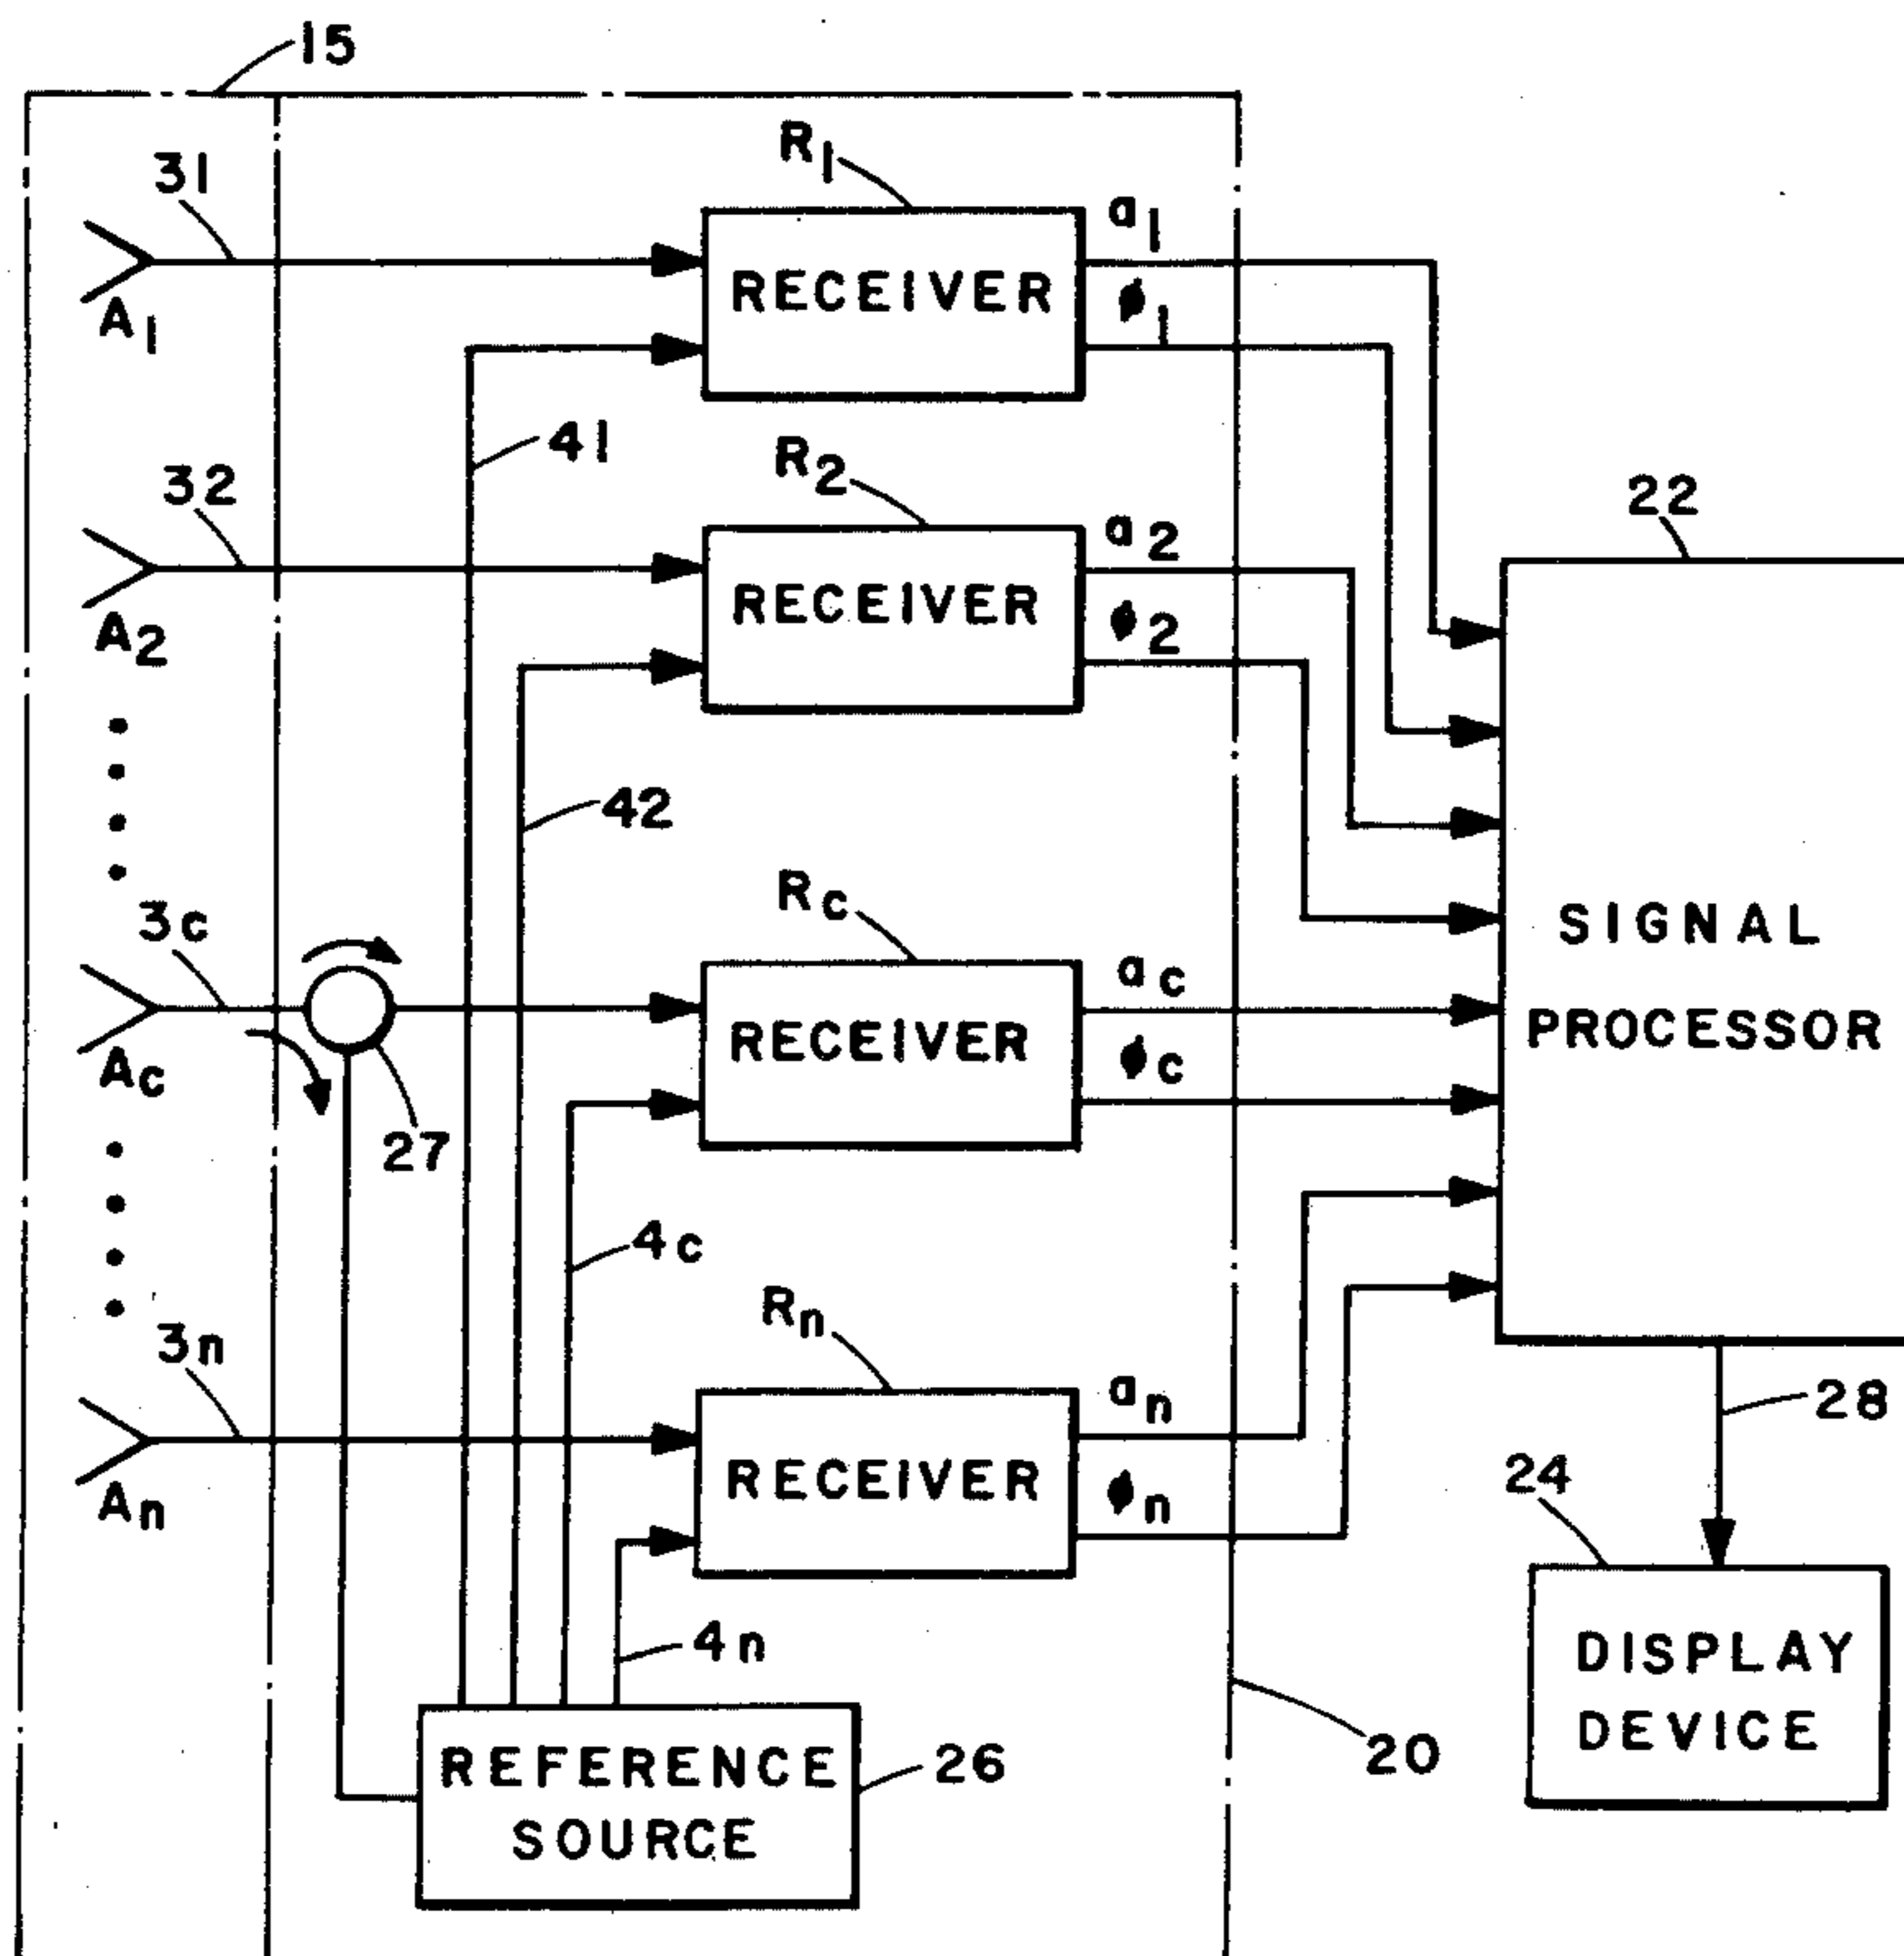 15
R1
31
a1
RECEIVER
ϕ1
A1
41
R2
32
22
a2
RECEIVER
ϕ2
A2
42
Rc
3c
SIGNAL
ac
PROCESSOR
RECEIVER
ϕc
Ac
27
4c
Rn
3n
an
28
RECEIVER
24
ϕn
An
4n
DISPLAY
DEVICE
20
REFERENCE
SOURCE
26